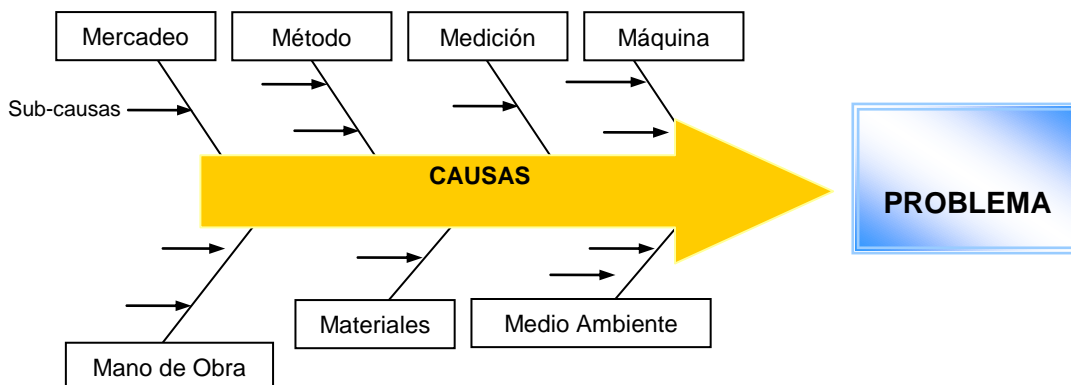 Mercadeo
Método
Medición
Máquina
Sub-causas
CAUSAS
PROBLEMA
Materiales
Medio Ambiente
Mano de Obra